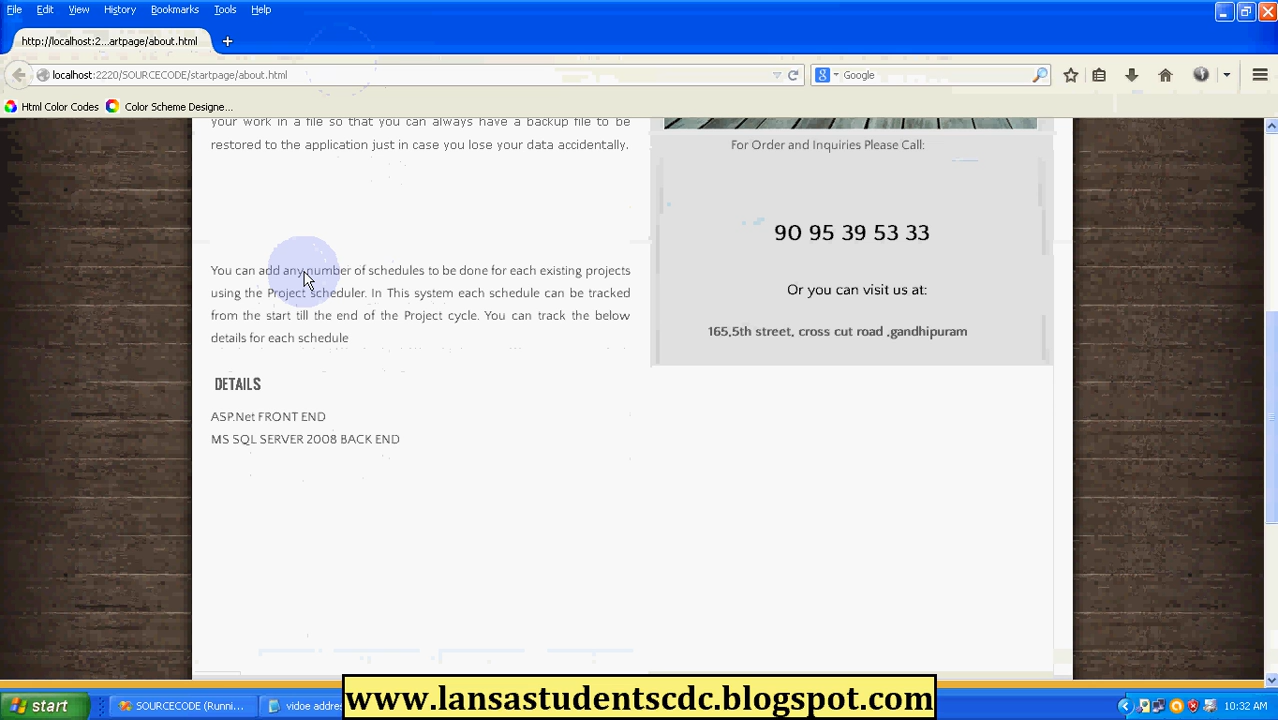 File Edit View History Bookmarks Tools Help
http://localhost:2...artpage/about.html
localhost:2220/SOURCECODE/startpage/about.html
Google
Html Color Codes
Color Scheme Designe...
your work in a file so that you can always have a backup file to be
restored to the application just in case you lose your data accidentally.
You can add any number of schedules to be done for each existing projects
using the Project scheduler. In This system each schedule can be tracked
from the start till the end of the Project cycle. You can track the below
details for each schedule
DETAILS
ASP.Net FRONT END
MS SQL SERVER 2008 BACK END
For Order and Inquiries Please Call:
90 95 39 53 33
Or you can visit us at:
165,5th street, cross cut road ,gandhipuram
start
SOURCECODE (Runni...
vidoe addre
www.lansastudentscdc.blogspot.com
10:32 AM